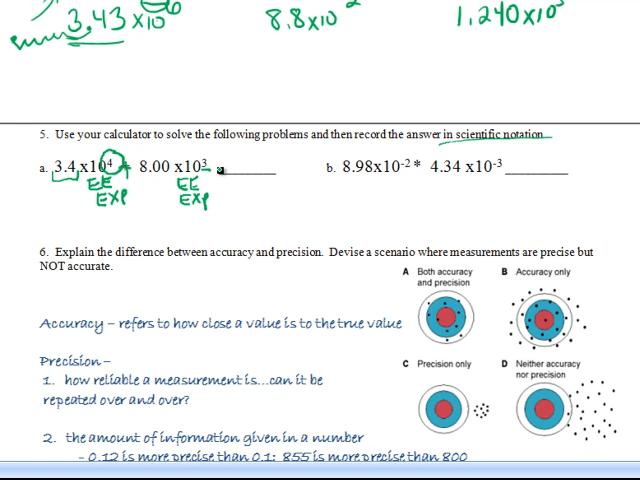 3.43 x10⁻⁶ 8.8x10⁻² 1.240x10³
5. Use your calculator to solve the following problems and then record the answer in scientific notation
a. 3.4 x10⁴ + 8.00 x10³ = ________ b. 8.98x10⁻² * 4.34 x10⁻³ ________
EE EE
EXP EXP
6. Explain the difference between accuracy and precision. Devise a scenario where measurements are precise but
NOT accurate.
A Both accuracy
and precision
B Accuracy only
Accuracy – refers to how close a value is to the true value
Precision –
1. how reliable a measurement is...can it be
repeated over and over?
C Precision only
D Neither accuracy
nor precision
2. the amount of information given in a number
- 0.12 is more precise than 0.1: 855 is more precise than 800